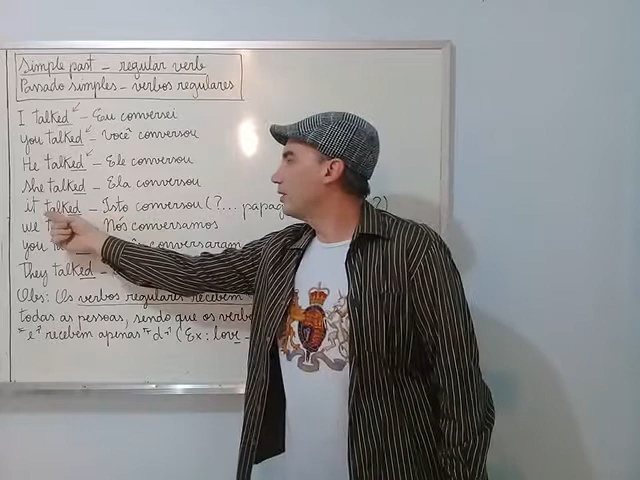 Simple past - regular verb
Passado simples - verbos regulares
I talked - Eu conversei
you talked - você conversou
He talked - Ele conversou
she talked - Ela conversou
it talked - Isto conversou (?... papag ?)
we - Nós conversamos
you conversaram
They talked -
Obs: Os verbos regulares recebem
todas as pessoas, sendo que os verbo
"e" recebem apenas "d" (Ex: love -